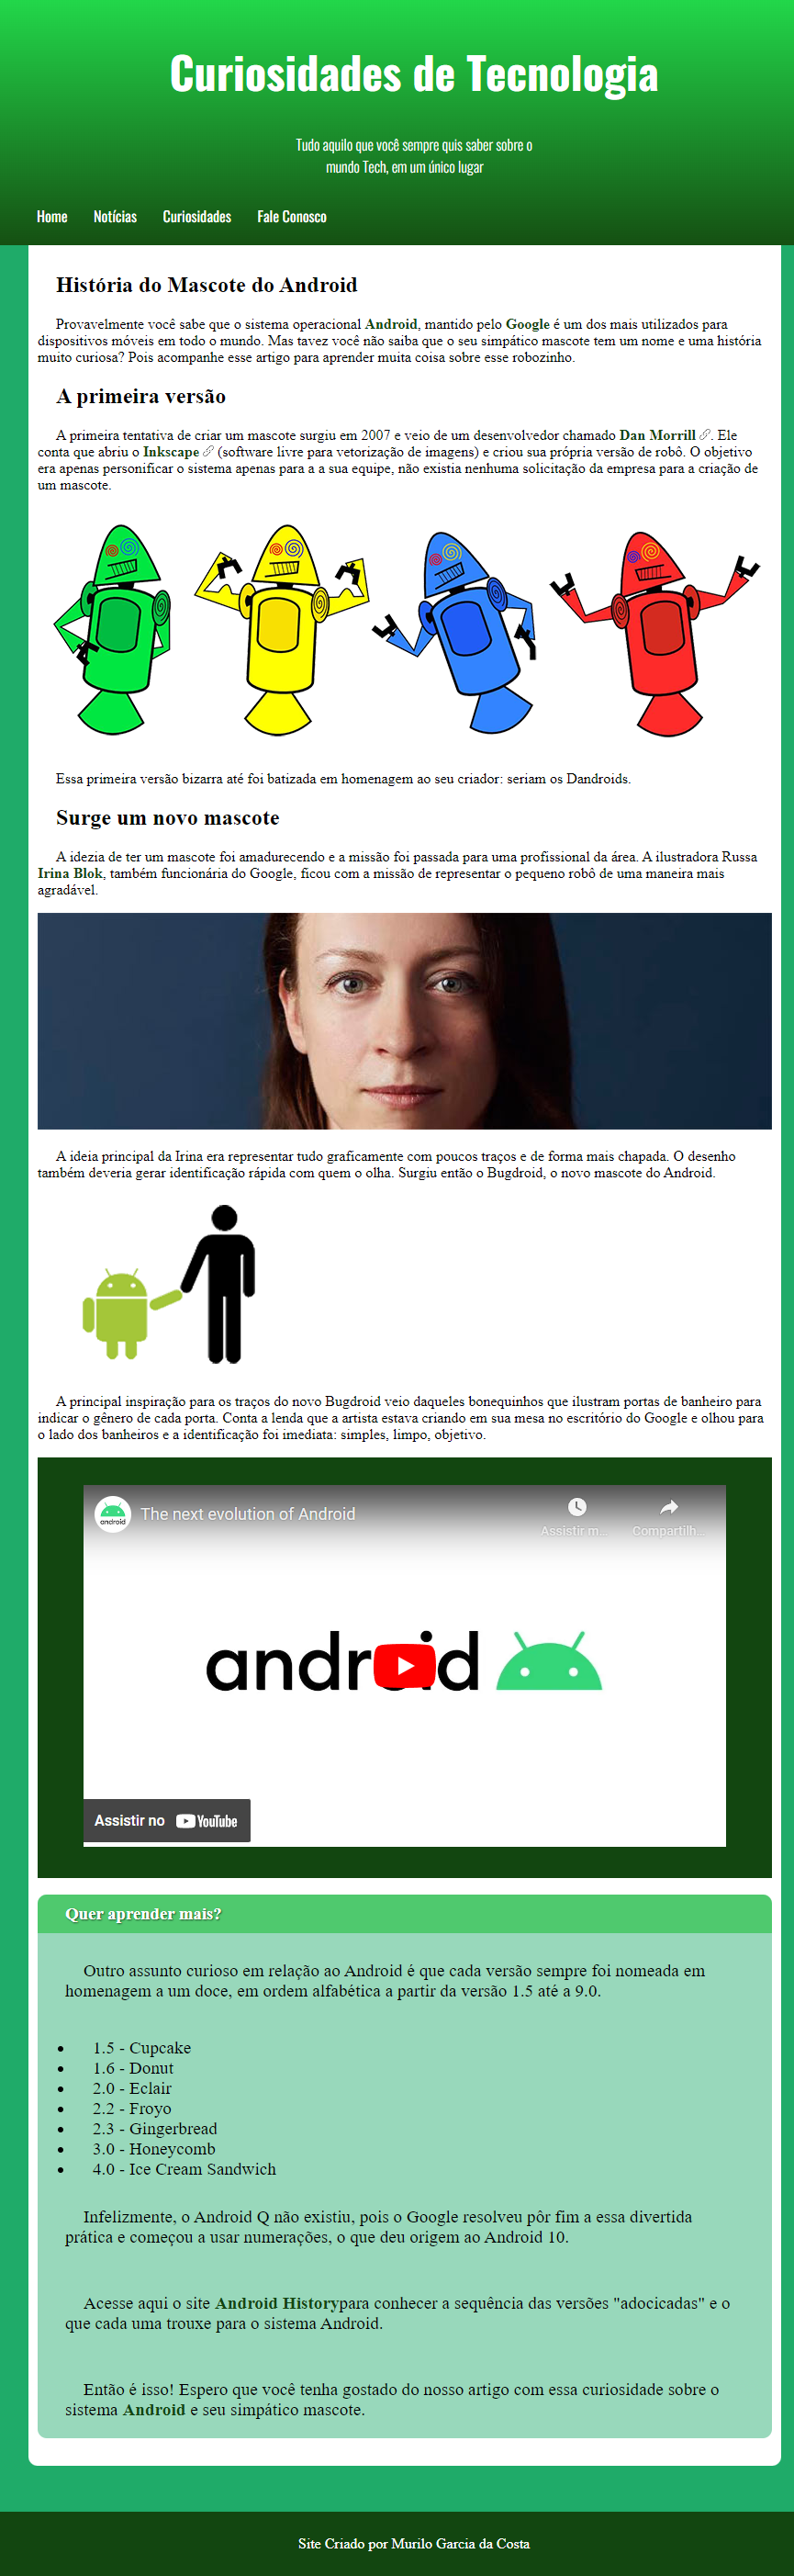 Curiosidades de Tecnologia
Tudo aquilo que você sempre quis saber sobre o
mundo Tech, em um único lugar
Home Notícias Curiosidades Fale Conosco
História do Mascote do Android
Provavelmente você sabe que o sistema operacional Android, mantido pelo Google é um dos mais utilizados para
dispositivos móveis em todo o mundo. Mas tavez você não saiba que o seu simpático mascote tem um nome e uma história
muito curiosa? Pois acompanhe esse artigo para aprender muita coisa sobre esse robozinho.
A primeira versão
A primeira tentativa de criar um mascote surgiu em 2007 e veio de um desenvolvedor chamado Dan Morrill. Ele
conta que abriu o Inkscape (software livre para vetorização de imagens) e criou sua própria versão de robô. O objetivo
era apenas personificar o sistema apenas para a a sua equipe, não existia nenhuma solicitação da empresa para a criação de
um mascote.
Essa primeira versão bizarra até foi batizada em homenagem ao seu criador: seriam os Dandroids.
Surge um novo mascote
A idezia de ter um mascote foi amadurecendo e a missão foi passada para uma profissional da área. A ilustradora Russa
Irina Blok, também funcionária do Google, ficou com a missão de representar o pequeno robô de uma maneira mais
agradável.
A ideia principal da Irina era representar tudo graficamente com poucos traços e de forma mais chapada. O desenho
também deveria gerar identificação rápida com quem o olha. Surgiu então o Bugdroid, o novo mascote do Android.
A principal inspiração para os traços do novo Bugdroid veio daqueles bonequinhos que ilustram portas de banheiro para
indicar o gênero de cada porta. Conta a lenda que a artista estava criando em sua mesa no escritório do Google e olhou para
o lado dos banheiros e a identificação foi imediata: simples, limpo, objetivo.
android The next evolution of Android
Assistir m... Compartilh...
android
Assistir no YouTube
Quer aprender mais?
Outro assunto curioso em relação ao Android é que cada versão sempre foi nomeada em
homenagem a um doce, em ordem alfabética a partir da versão 1.5 até a 9.0.
• 1.5 - Cupcake
• 1.6 - Donut
• 2.0 - Eclair
• 2.2 - Froyo
• 2.3 - Gingerbread
• 3.0 - Honeycomb
• 4.0 - Ice Cream Sandwich
Infelizmente, o Android Q não existiu, pois o Google resolveu pôr fim a essa divertida
prática e começou a usar numerações, o que deu origem ao Android 10.
Acesse aqui o site Android Historypara conhecer a sequência das versões "adocicadas" e o
que cada uma trouxe para o sistema Android.
Então é isso! Espero que você tenha gostado do nosso artigo com essa curiosidade sobre o
sistema Android e seu simpático mascote.
Site Criado por Murilo Garcia da Costa